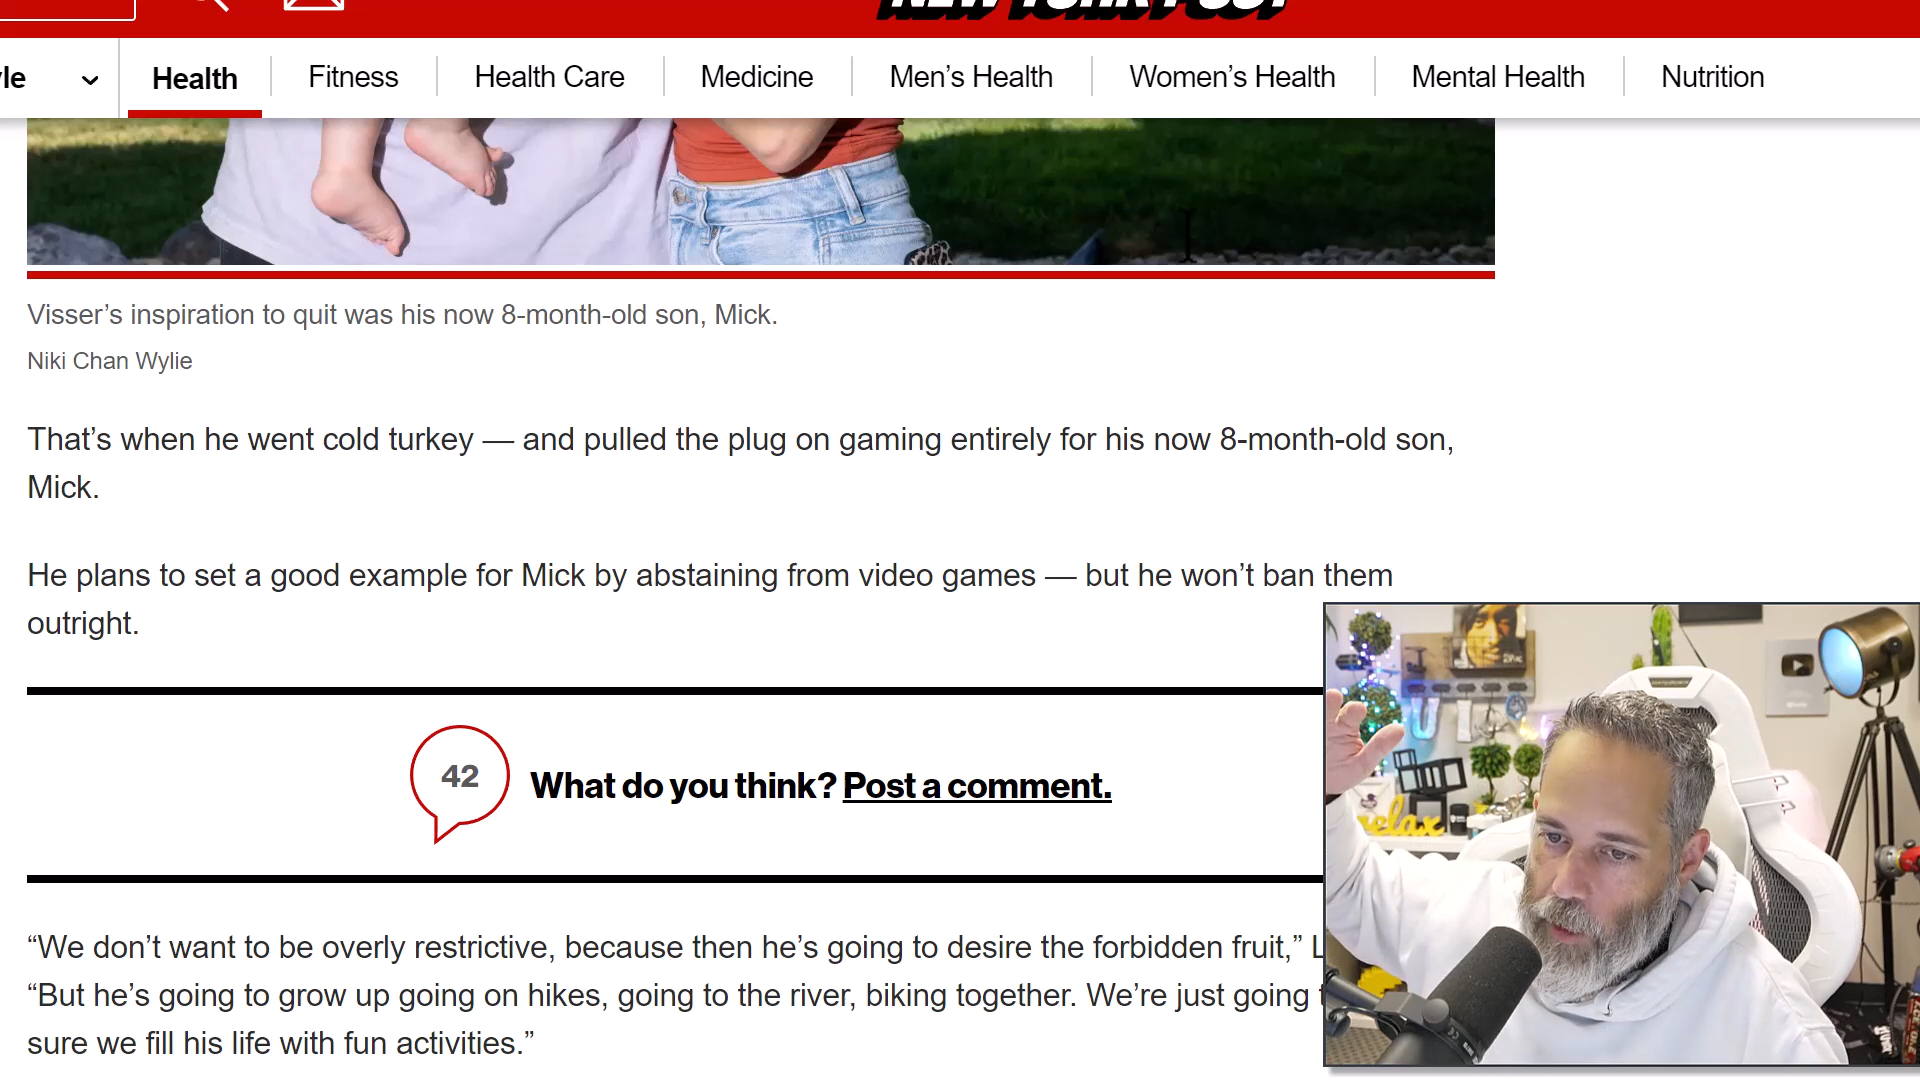 NEW YORK POST
Health
Fitness
Health Care
Medicine
Men’s Health
Women’s Health
Mental Health
Nutrition
Visser’s inspiration to quit was his now 8-month-old son, Mick.
Niki Chan Wylie
That’s when he went cold turkey — and pulled the plug on gaming entirely for his now 8-month-old son,
Mick.
He plans to set a good example for Mick by abstaining from video games — but he won’t ban them
outright.
42
What do you think? Post a comment.
“We don’t want to be overly restrictive, because then he’s going to desire the forbidden fruit,”
“But he’s going to grow up going on hikes, going to the river, biking together. We’re just going
sure we fill his life with fun activities.”
relax